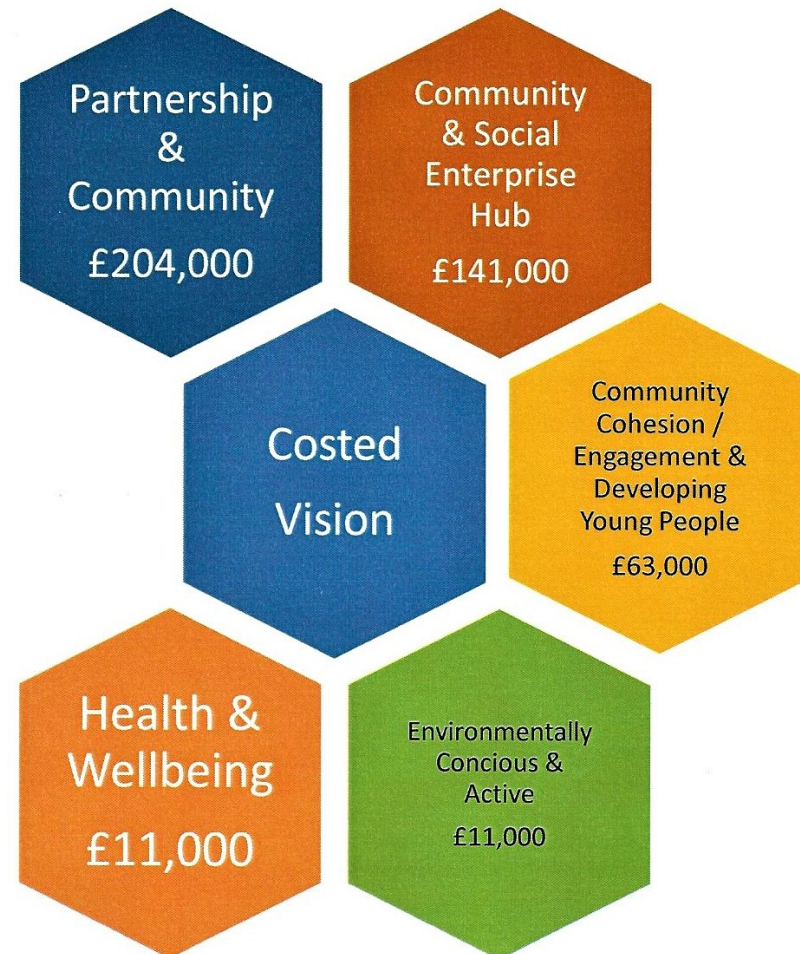 Partnership
&
Community
£204,000
Community
& Social
Enterprise
Hub
£141,000
Costed
Vision
Community
Cohesion /
Engagement &
Developing
Young People
£63,000
Health &
Wellbeing
£11,000
Environmentally
Concious &
Active
£11,000